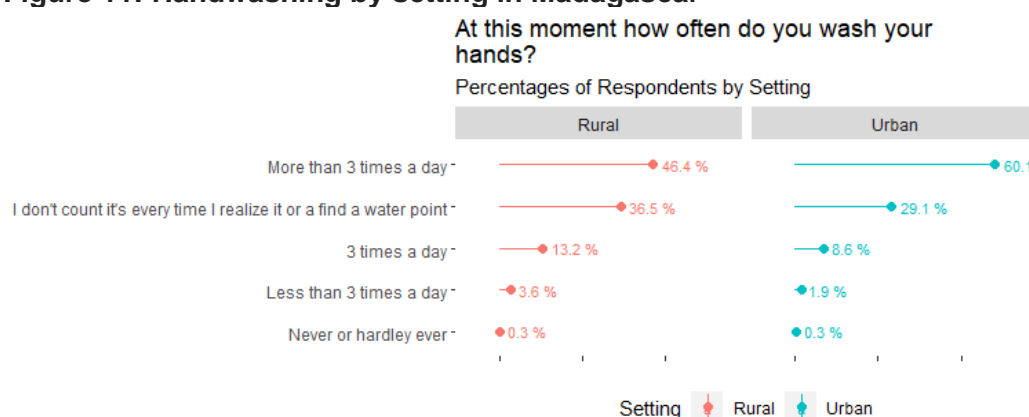 At this moment how often do you wash your
hands?
Percentages of Respondents by Setting
Rural Urban
More than 3 times a day 46.4 % 60.1
I don't count it's every time I realize it or a find a water point 36.5 % 29.1 %
3 times a day 13.2 % 8.6 %
Less than 3 times a day 3.6 % 1.9 %
Never or hardley ever 0.3 % 0.3 %
Setting Rural Urban